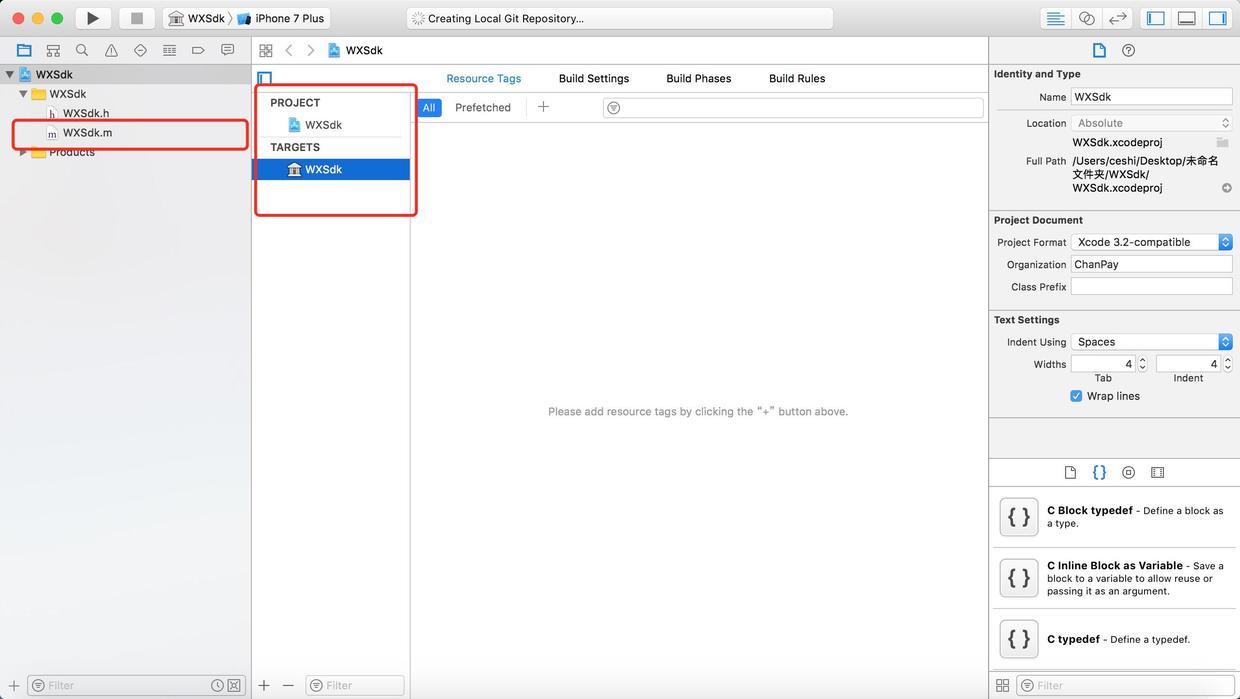 WXSdk
iPhone 7 Plus
Creating Local Git Repository...
WXSdk
WXSdk
WXSdk
WXSdk.h
WXSdk.m
Products
Resource Tags
Build Settings
Build Phases
Build Rules
PROJECT
WXSdk
TARGETS
WXSdk
All
Prefetched
Please add resource tags by clicking the "+" button above.
Identity and Type
Name WXSdk
Location Absolute
WXSdk.xcodeproj
Full Path /Users/ceshi/Desktop/未命名
文件夹/WXSdk/
WXSdk.xcodeproj
Project Document
Project Format Xcode 3.2-compatible
Organization ChanPay
Class Prefix
Text Settings
Indent Using Spaces
Widths 4 4
Tab Indent
Wrap lines
C Block typedef - Define a block as
a type.
C Inline Block as Variable - Save a
block to a variable to allow reuse or
passing it as an argument.
C typedef - Define a typedef.
Filter
Filter
Filter